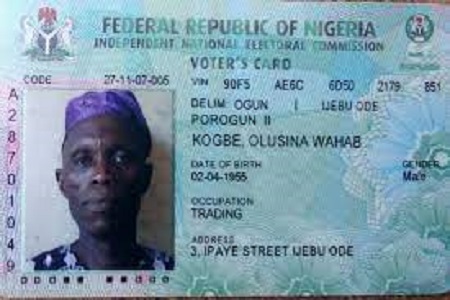 FEDERAL REPUBLIC OF NIGERIA
INDEPENDENT NATIONAL ELECTORAL COMMISSION
VOTER'S CARD
CODE 27-11-07-005 VIN 90F5 AE6C 6D50 2179 851
DELIM OGUN | IJEBU ODE
POROGUN II
KOGBE, OLUSINA WAHAB
DATE OF BIRTH GENDER
02-04-1955 Male
OCCUPATION
TRADING
ADDRESS
3, IPAYE STREET IJEBU ODE
A28701049